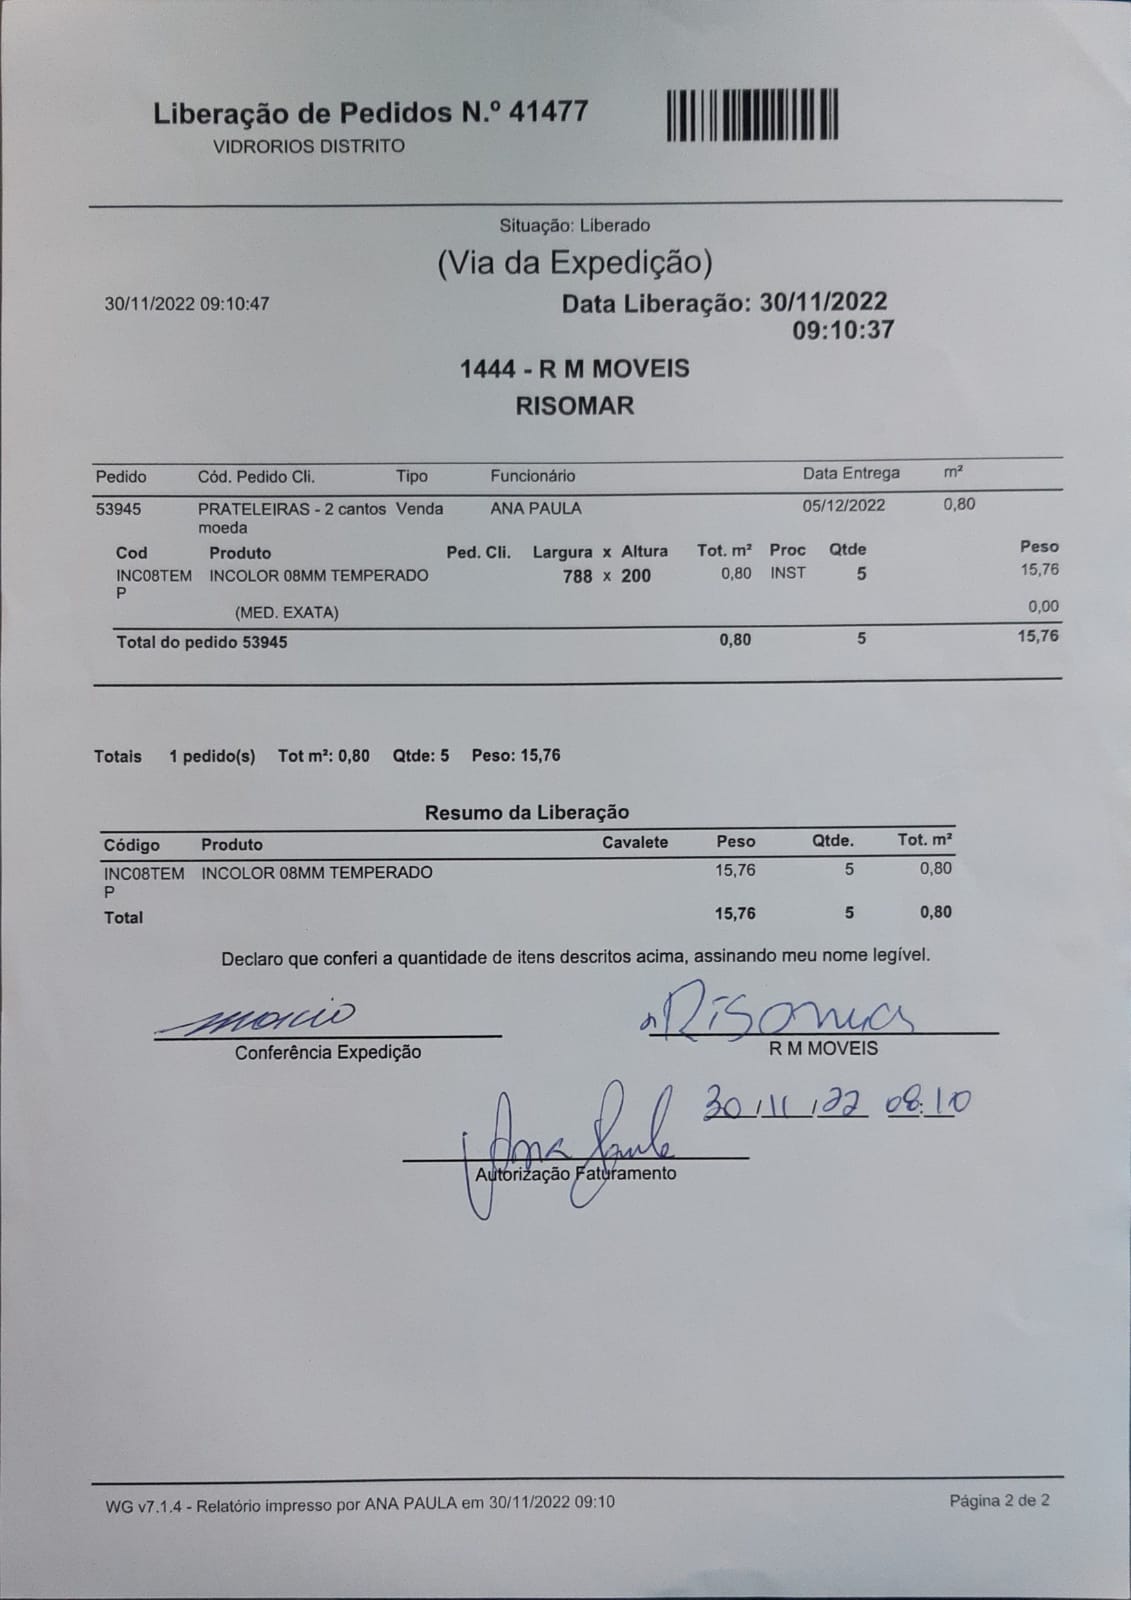 Liberação de Pedidos N.º 41477
VIDRORIOS DISTRITO
Situação: Liberado
(Via da Expedição)
30/11/2022 09:10:47 Data Liberação: 30/11/2022
09:10:37
1444 - R M MOVEIS
RISOMAR
Pedido Cód. Pedido Cli. Tipo Funcionário Data Entrega m²
53945 PRATELEIRAS - 2 cantos Venda ANA PAULA 05/12/2022 0,80
moeda
Cod Produto Ped. Cli. Largura x Altura Tot. m² Proc Qtde Peso
INC08TEM INCOLOR 08MM TEMPERADO 788 x 200 0,80 INST 5 15,76
P
(MED. EXATA) 0,00
Total do pedido 53945 0,80 5 15,76
Totais 1 pedido(s) Tot m²: 0,80 Qtde: 5 Peso: 15,76
Resumo da Liberação
Código Produto Cavalete Peso Qtde. Tot. m²
INC08TEM INCOLOR 08MM TEMPERADO 15,76 5 0,80
P
Total 15,76 5 0,80
Declaro que conferi a quantidade de itens descritos acima, assinando meu nome legível.
Risomar
Conferência Expedição R M MOVEIS
30/11/22 08:10
Ana Paula
Autorização Faturamento
WG v7.1.4 - Relatório impresso por ANA PAULA em 30/11/2022 09:10 Página 2 de 2